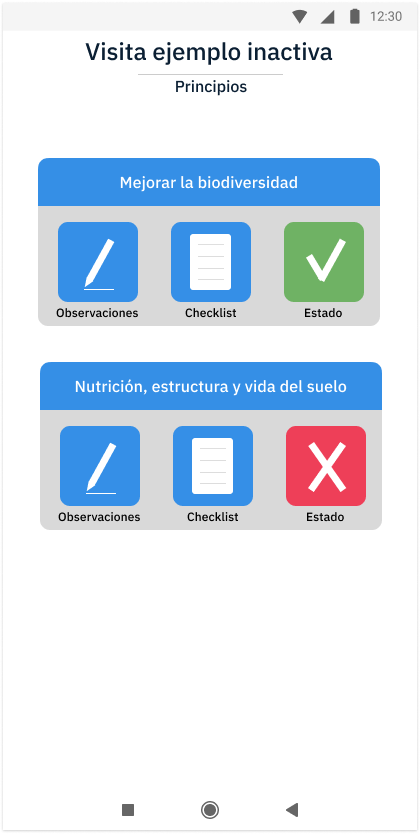 12:30
Visita ejemplo inactiva
Principios
Mejorar la biodiversidad
Observaciones Checklist Estado
Nutrición, estructura y vida del suelo
Observaciones Checklist Estado